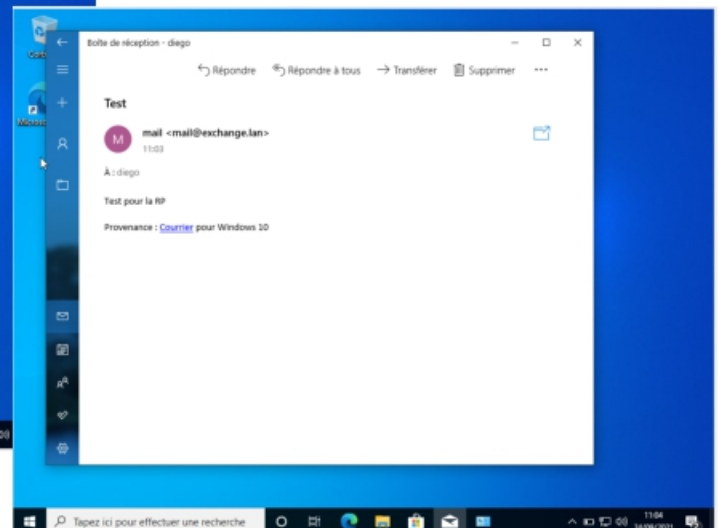 Boîte de réception - diego
Répondre
Répondre à tous
Transférer
Supprimer
Test
M
mail <mail@exchange.lan>
11:03
À : diego
Test pour la RP
Provenance : Courrier pour Windows 10
Tapez ici pour effectuer une recherche
11:04